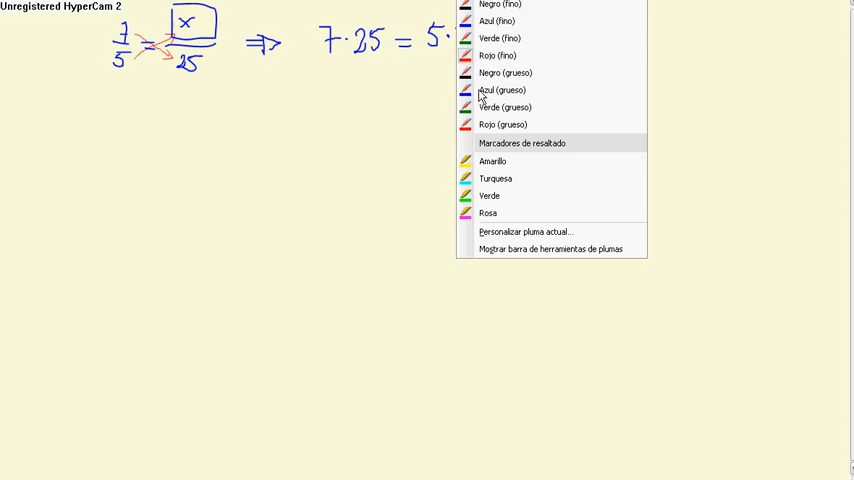 Unregistered HyperCam 2
7/5 = x/25 ⇒ 7·25 = 5·
Negro (fino)
Azul (fino)
Verde (fino)
Rojo (fino)
Negro (grueso)
Azul (grueso)
Verde (grueso)
Rojo (grueso)
Marcadores de resaltado
Amarillo
Turquesa
Verde
Rosa
Personalizar pluma actual...
Mostrar barra de herramientas de plumas